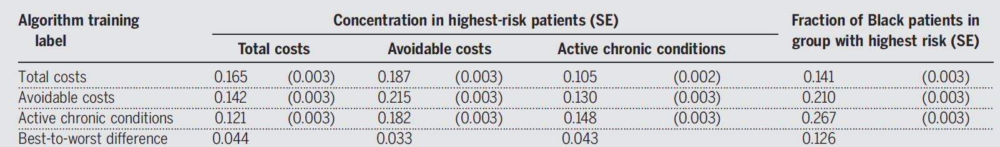 Algorithm training Concentration in highest-risk patients (SE) Fraction of Black patients in
label Total costs Avoidable costs Active chronic conditions group with highest risk (SE)
Total costs 0.165 (0.003) 0.187 (0.003) 0.105 (0.002) 0.141 (0.003)
Avoidable costs 0.142 (0.003) 0.215 (0.003) 0.130 (0.003) 0.210 (0.003)
Active chronic conditions 0.121 (0.003) 0.182 (0.003) 0.148 (0.003) 0.267 (0.003)
Best-to-worst difference 0.044 0.033 0.043 0.126